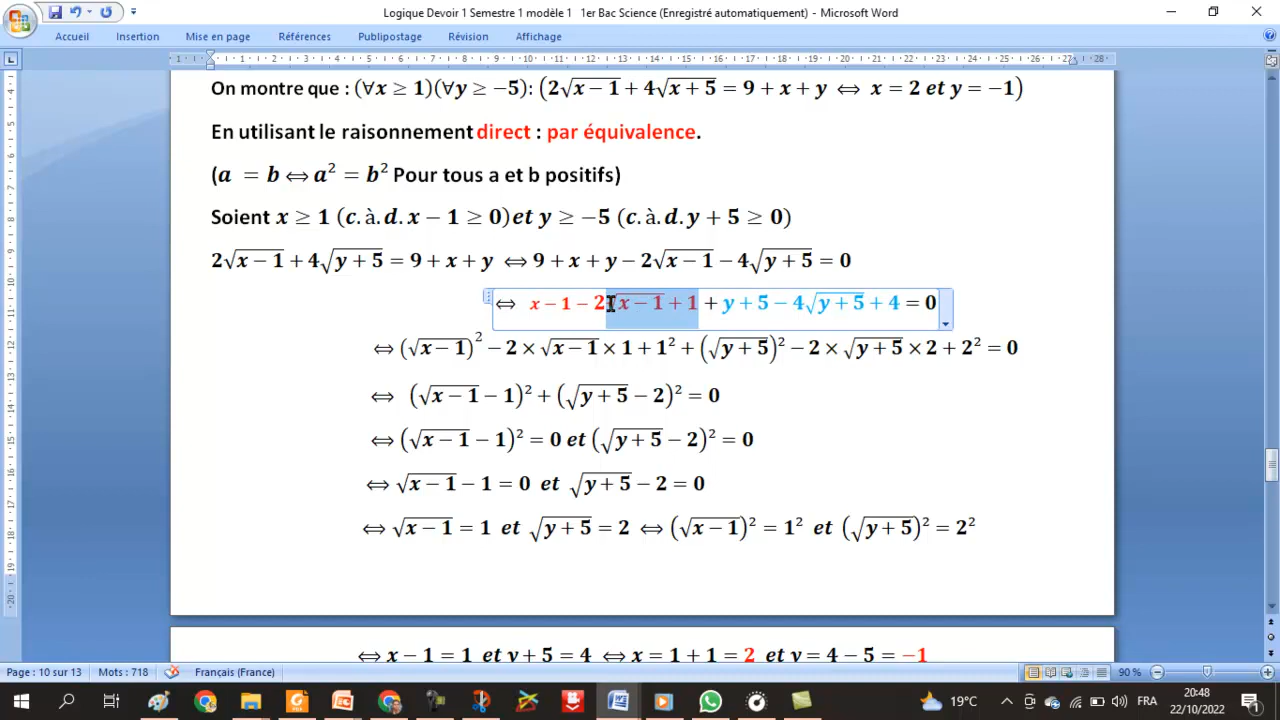 Logique Devoir 1 Semestre 1 modèle 1 1er Bac Science (Enregistré automatiquement) - Microsoft Word
Accueil Insertion Mise en page Références Publipostage Révision Affichage
On montre que : (∀x ≥ 1)(∀y ≥ −5): (2√(x − 1) + 4√(x + 5) = 9 + x + y ⇔ x = 2 et y = −1)
En utilisant le raisonnement direct : par équivalence.
(a = b ⇔ a² = b² Pour tous a et b positifs)
Soient x ≥ 1 (c. à. d. x − 1 ≥ 0)et y ≥ −5 (c. à. d. y + 5 ≥ 0)
2√(x − 1) + 4√(y + 5) = 9 + x + y ⇔ 9 + x + y − 2√(x − 1) − 4√(y + 5) = 0
⇔ x − 1 − 2√(x − 1) + 1 + y + 5 − 4√(y + 5) + 4 = 0
⇔ (√(x − 1))² − 2 × √(x − 1) × 1 + 1² + (√(y + 5))² − 2 × √(y + 5) × 2 + 2² = 0
⇔ (√(x − 1) − 1)² + (√(y + 5) − 2)² = 0
⇔ (√(x − 1) − 1)² = 0 et (√(y + 5) − 2)² = 0
⇔ √(x − 1) − 1 = 0 et √(y + 5) − 2 = 0
⇔ √(x − 1) = 1 et √(y + 5) = 2 ⇔ (√(x − 1))² = 1² et (√(y + 5))² = 2²
⇔ x − 1 = 1 et y + 5 = 4 ⇔ x = 1 + 1 = 2 et y = 4 − 5 = −1
Page : 10 sur 13 Mots : 718 Français (France) 90 %
19°C FRA 20:48
22/10/2022